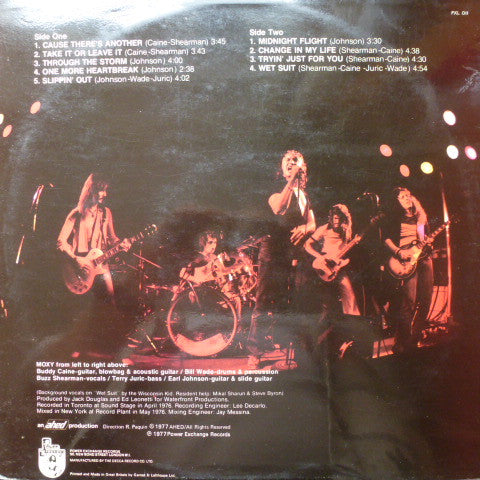 PXL 011
Side One
1. CAUSE THERE'S ANOTHER (Caine-Shearman) 3:45
2. TAKE IT OR LEAVE IT (Caine-Shearman) 3:43
3. THROUGH THE STORM (Johnson) 4:00
4. ONE MORE HEARTBREAK (Johnson) 2:38
5. SLIPPIN' OUT (Johnson-Wade-Juric) 4:02
Side Two
1. MIDNIGHT FLIGHT (Johnson) 3:30
2. CHANGE IN MY LIFE (Shearman-Caine) 4:38
3. TRYIN' JUST FOR YOU (Shearman-Caine) 4:30
4. WET SUIT (Shearman-Caine-Juric-Wade) 4:54
MOXY from left to right above:
Buddy Caine-guitar, blowbag & acoustic guitar / Bill Wade-drums & percussion
Buzz Shearman-vocals / Terry Juric-bass / Earl Johnson-guitar & slide guitar
(Background vocals on 'Wet Suit' by the Wisconsin Kid. Resident help: Mikel Sharun & Steve Byron)
Produced by Jack Douglas and Ed Leonetti for Waterfront Productions.
Recorded in Toronto at Sound Stage in April 1976. Recording Engineer: Lee Decarlo.
Mixed in New York at Record Plant in May 1976. Mixing Engineer: Jay Messina.
an ahed production Direction R. Paquin © 1977 AHED/All Rights Reserved
℗ 1977 Power Exchange Records
POWER EXCHANGE RECORDS
56, NEW BOND STREET LONDON W1.
MANUFACTURED BY THE DECCA RECORD CO. LTD.
Printed and Made in Great Britain by Garrod & Lofthouse Ltd.